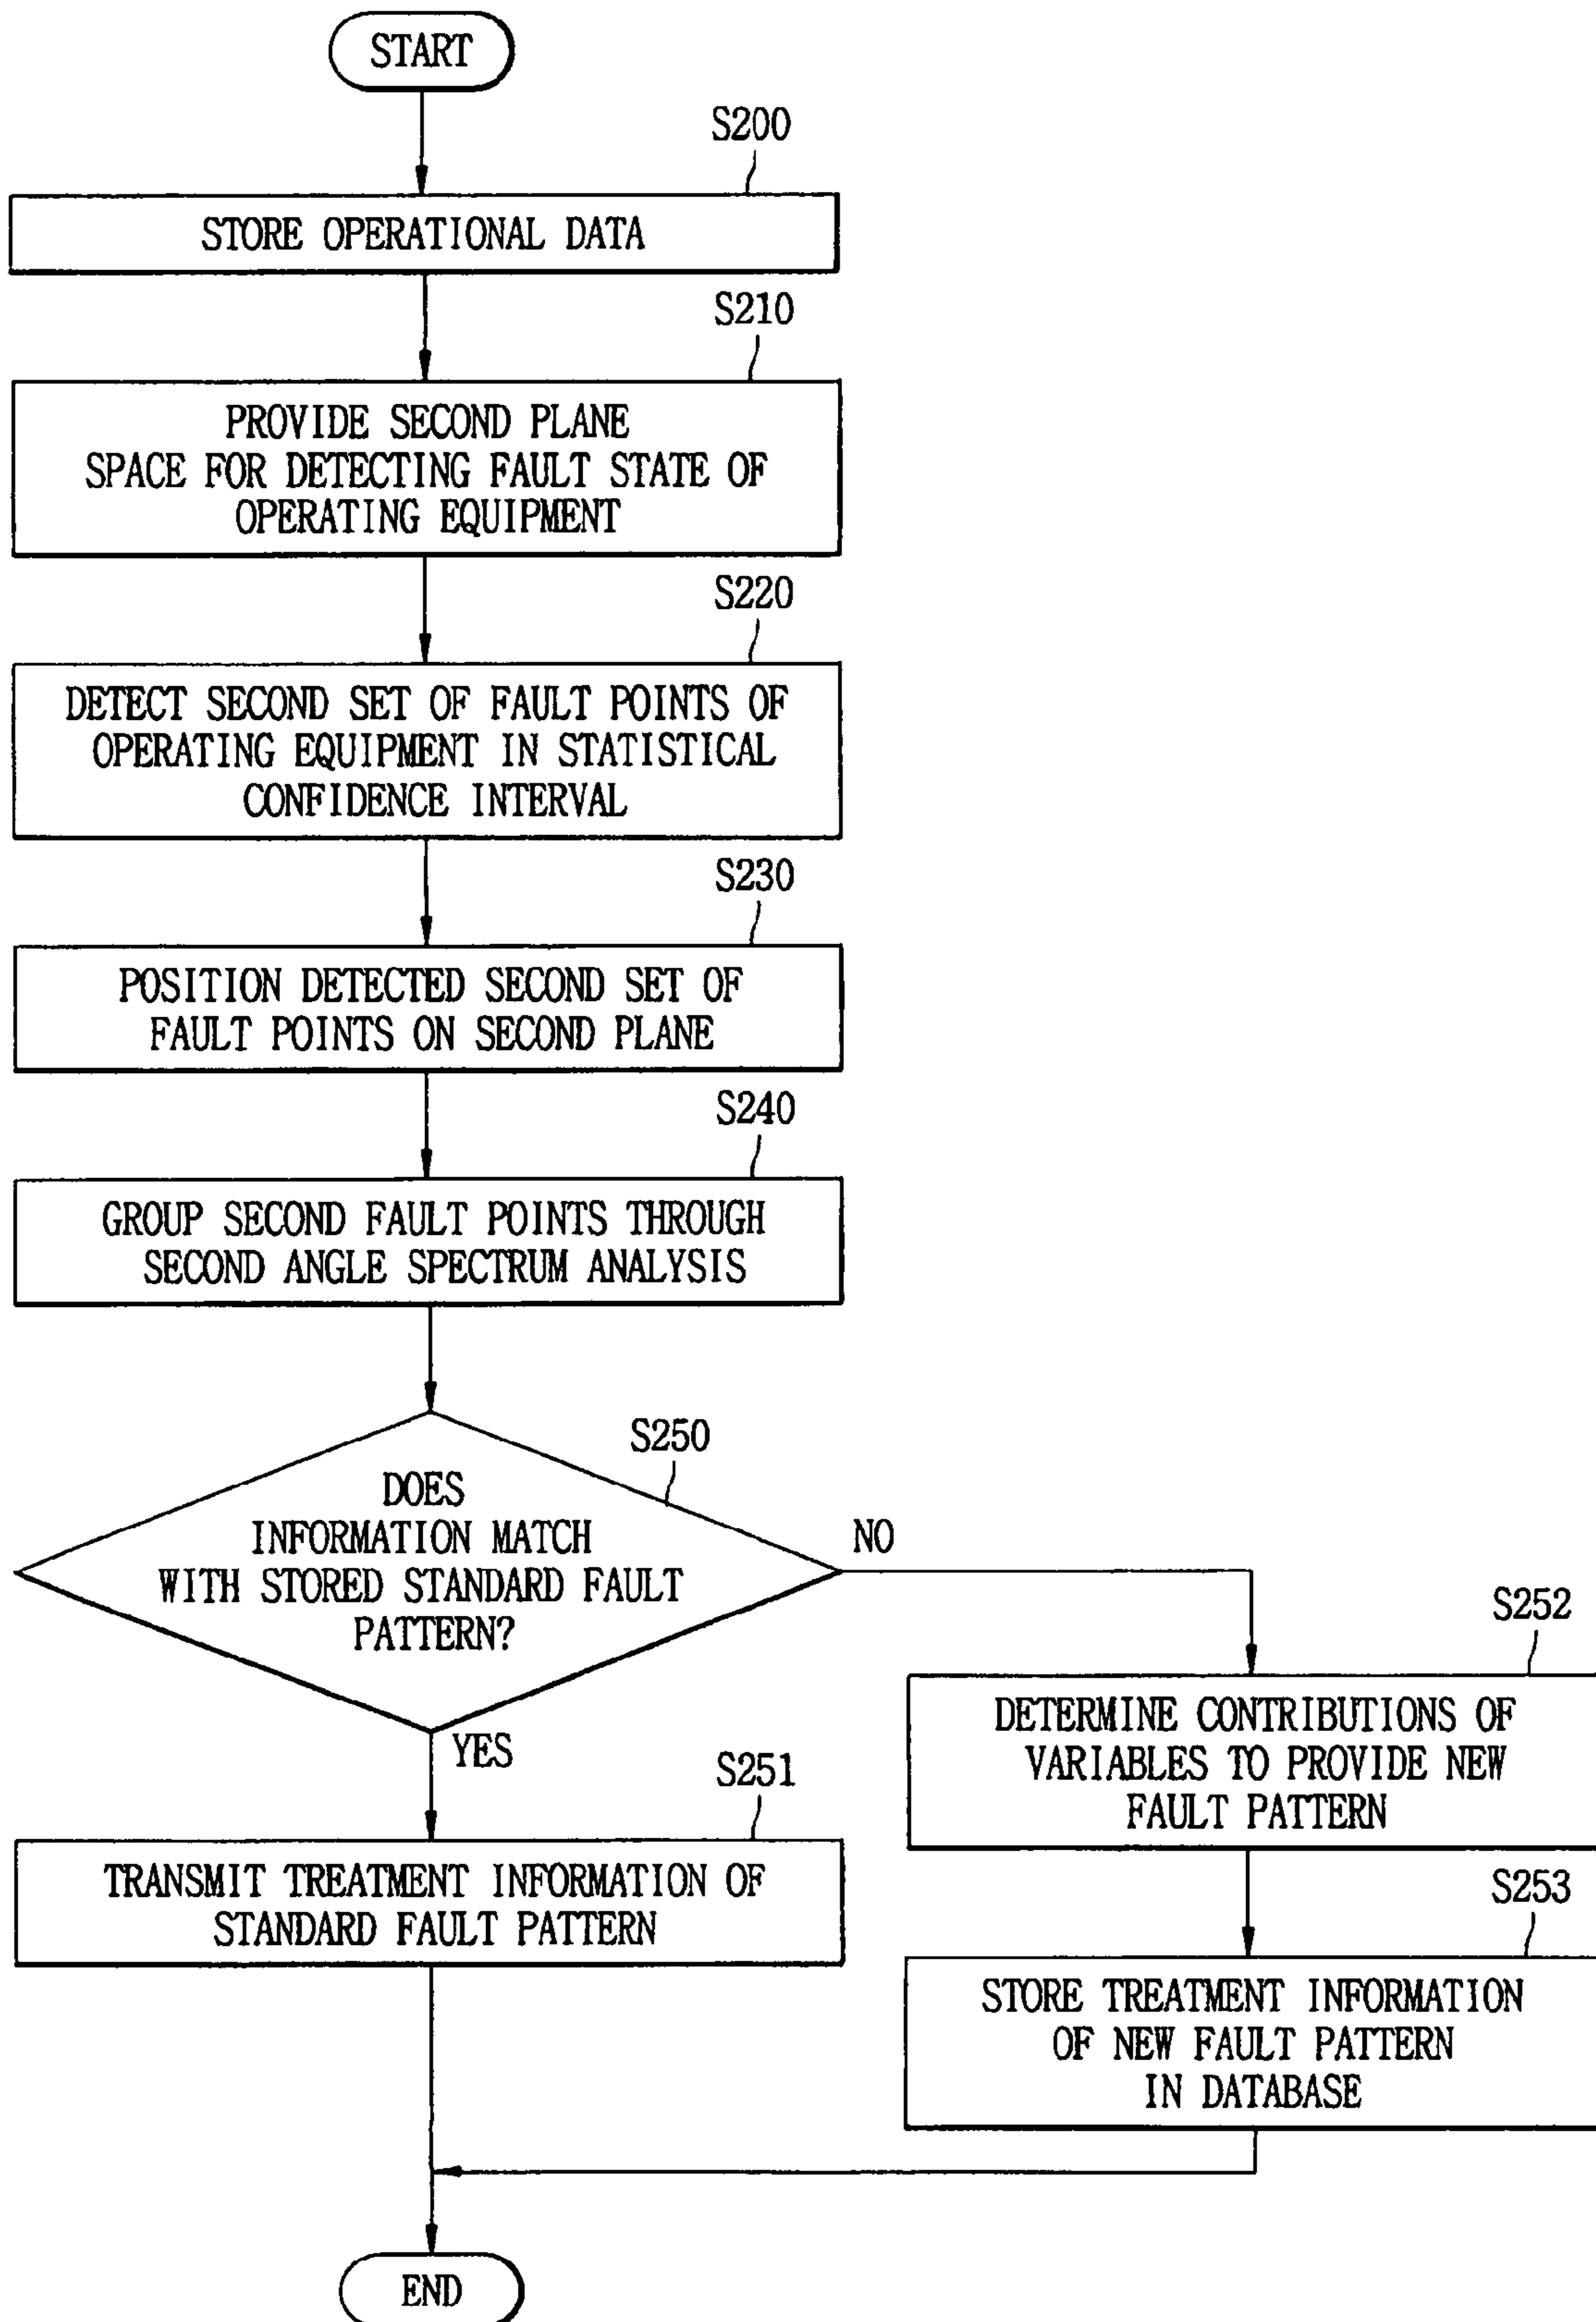 START
S200
STORE OPERATIONAL DATA
S210
PROVIDE SECOND PLANE
SPACE FOR DETECTING FAULT STATE OF
OPERATING EQUIPMENT
S220
DETECT SECOND SET OF FAULT POINTS OF
OPERATING EQUIPMENT IN STATISTICAL
CONFIDENCE INTERVAL
S230
POSITION DETECTED SECOND SET OF
FAULT POINTS ON SECOND PLANE
S240
GROUP SECOND FAULT POINTS THROUGH
SECOND ANGLE SPECTRUM ANALYSIS
S250
DOES
INFORMATION MATCH
WITH STORED STANDARD FAULT
PATTERN?
NO
YES
S251
TRANSMIT TREATMENT INFORMATION OF
STANDARD FAULT PATTERN
S252
DETERMINE CONTRIBUTIONS OF
VARIABLES TO PROVIDE NEW
FAULT PATTERN
S253
STORE TREATMENT INFORMATION
OF NEW FAULT PATTERN
IN DATABASE
END